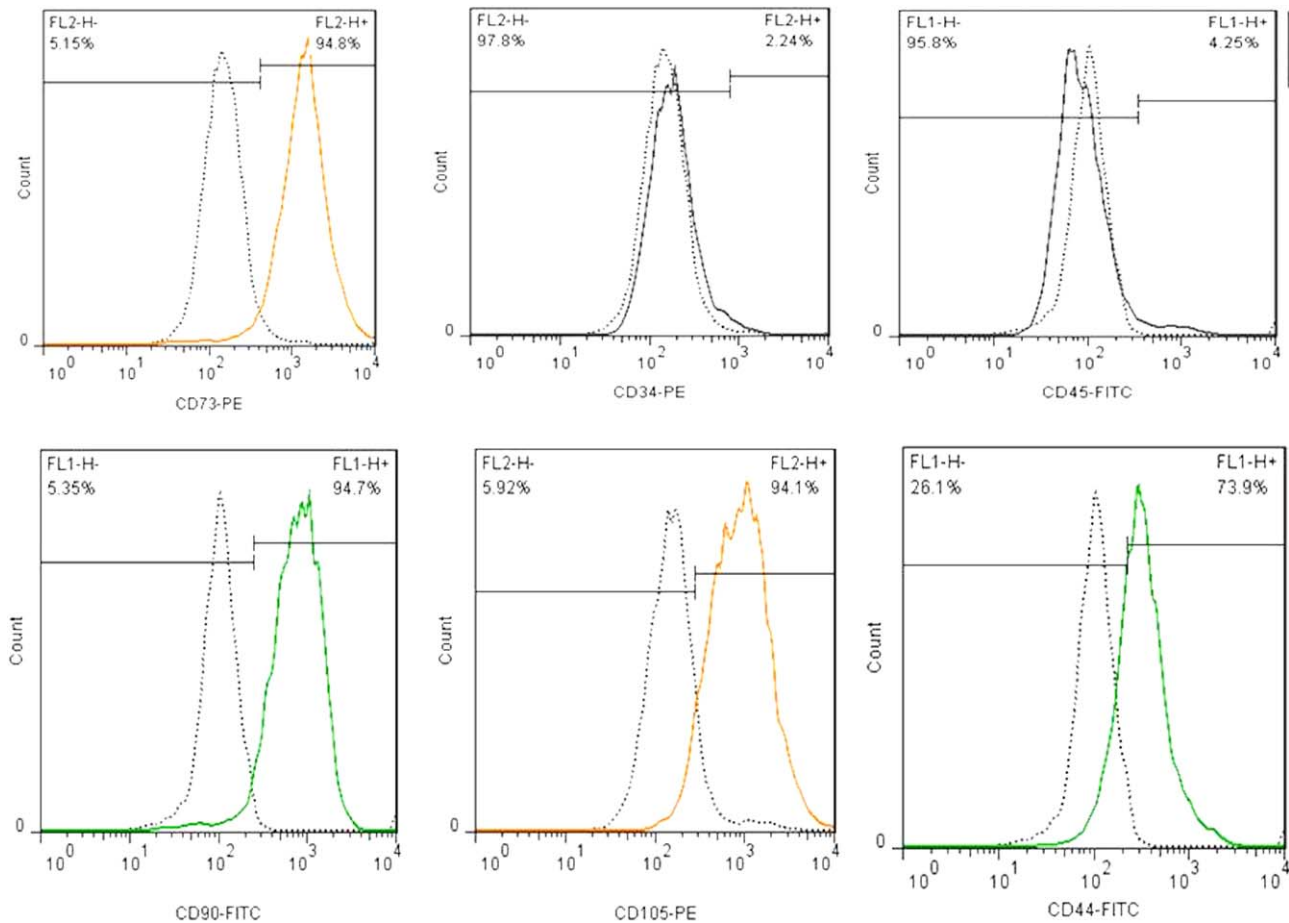 FL2-H- FL2-H+
5.15% 94.8%
Count
0
10^0 10^1 10^2 10^3 10^4
CD73-PE
FL2-H- FL2-H+
97.8% 2.24%
Count
0
10^0 10^1 10^2 10^3 10^4
CD34-PE
FL1-H- FL1-H+
95.8% 4.25%
Count
0
10^0 10^1 10^2 10^3 10^4
CD45-FITC
FL1-H- FL1-H+
5.35% 94.7%
Count
0
10^0 10^1 10^2 10^3 10^4
CD90-FITC
FL2-H- FL2-H+
5.92% 94.1%
Count
0
10^0 10^1 10^2 10^3 10^4
CD105-PE
FL1-H- FL1-H+
26.1% 73.9%
Count
0
10^0 10^1 10^2 10^3 10^4
CD44-FITC